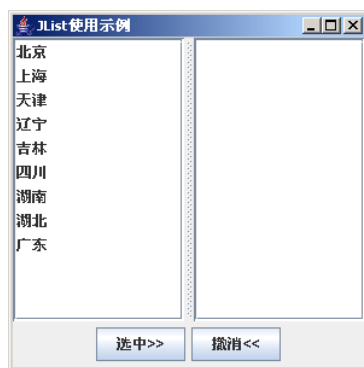 JList使用示例
北京
上海
天津
辽宁
吉林
四川
湖南
湖北
广东
选中>> 撤消<<